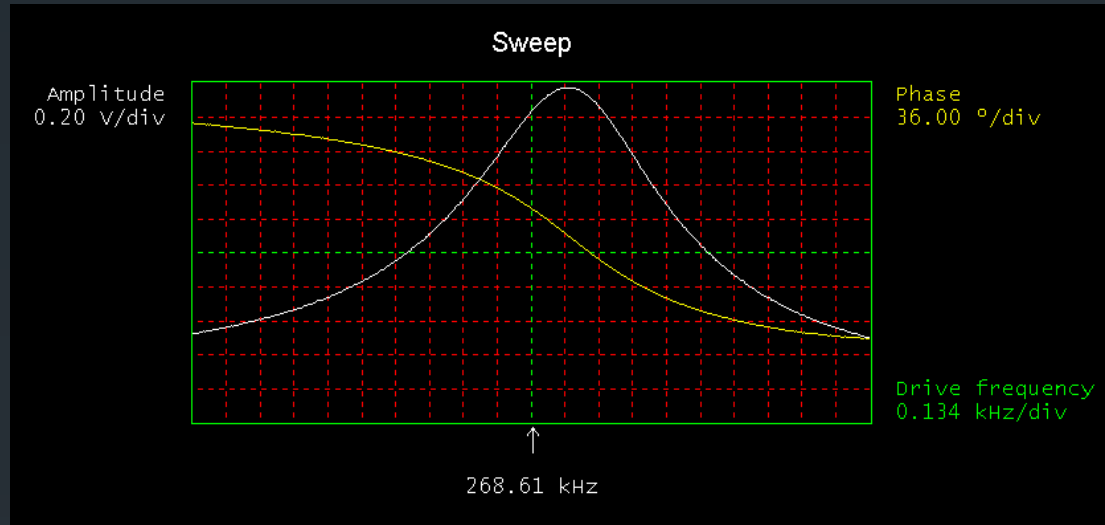 Sweep
Amplitude
0.20 V/div
Phase
36.00 º/div
Drive frequency
0.134 kHz/div
268.61 kHz